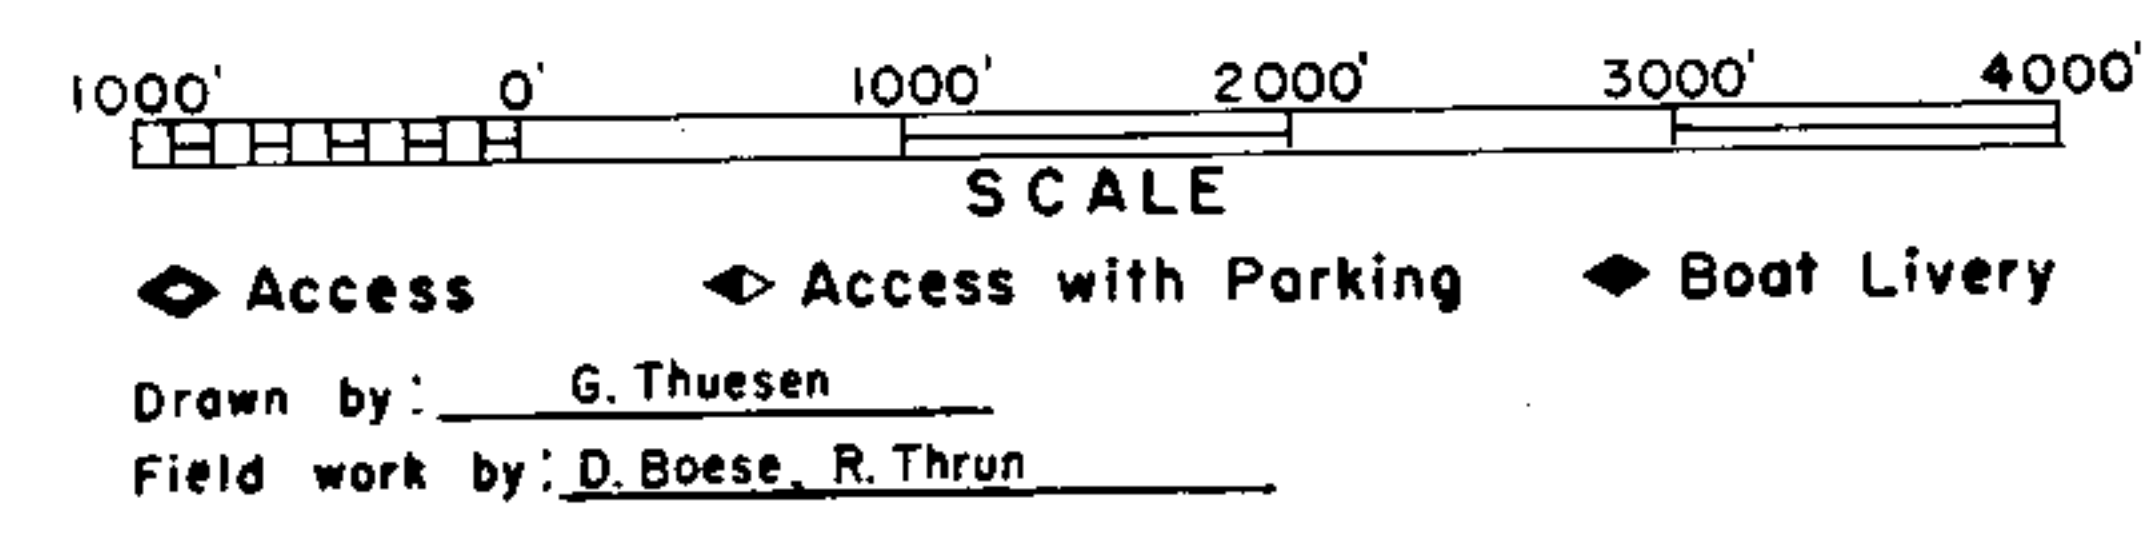 1000' 0' 1000' 2000' 3000' 4000'
SCALE
Access Access with Parking Boat Livery
Drawn by: G. Thuesen
Field work by: D. Boese, R. Thrun